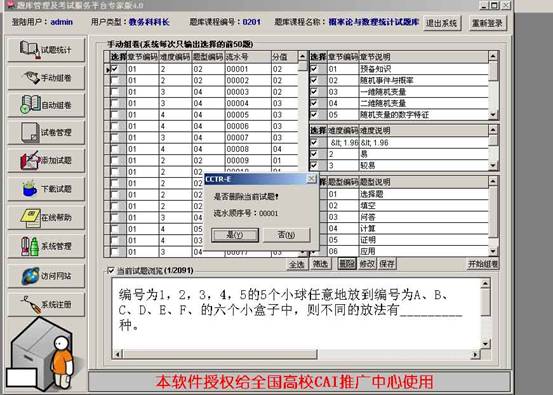 题库管理及考试服务平台专家版4.0
登陆用户：admin 用户类型：教务科科长 题库课程编号：0201 题库课程名称：概率论与数理统计试题库 退出系统 重新登录
试题统计
手动组卷
自动组卷
试卷管理
添加试题
下载试题
在线帮助
系统管理
访问网站
系统注册
手动组卷(系统每次只输出选择的前50题)
选择 章节编码 难度编码 题型编码 流水号 分值
01 2 02 00001 02
01 2 02 00002 02
01 3 04 00003 03
01 3 04 00004 03
01 3 04 00005 03
01 4 04 00006 03
01 3 04 00007 03
01 4 04 00008 03
01 2 02 00009 01
01 2 02
01 2 02
01 2
01 2
01 3
01 4
01 4 05
01 3 03
01 3 04
选择 章节编码 章节说明
01 预备知识
02 随机事件与概率
03 一维随机变量
04 二维随机变量
05 随机变量的数字特征
选择 难度编码 难度说明
&lt; 1.96 &lt; 1.96
2 易
3 较易
选择 题型编码 题型说明
01 选择题
02 填空
03 问答
04 计算
05 证明
06 应用
CCTR-E
是否删除当前试题!
流水顺序号：00001
是(Y) 否(N)
全选 筛选 删除 修改 保存 开始组卷
当前试题浏览(1/2091)
编号为1，2，3，4，5的5个小球任意地放到编号为A、B、
C、D、E、F、的六个小盒子中，则不同的放法有_________
种。
本软件授权给全国高校CAI推广中心使用